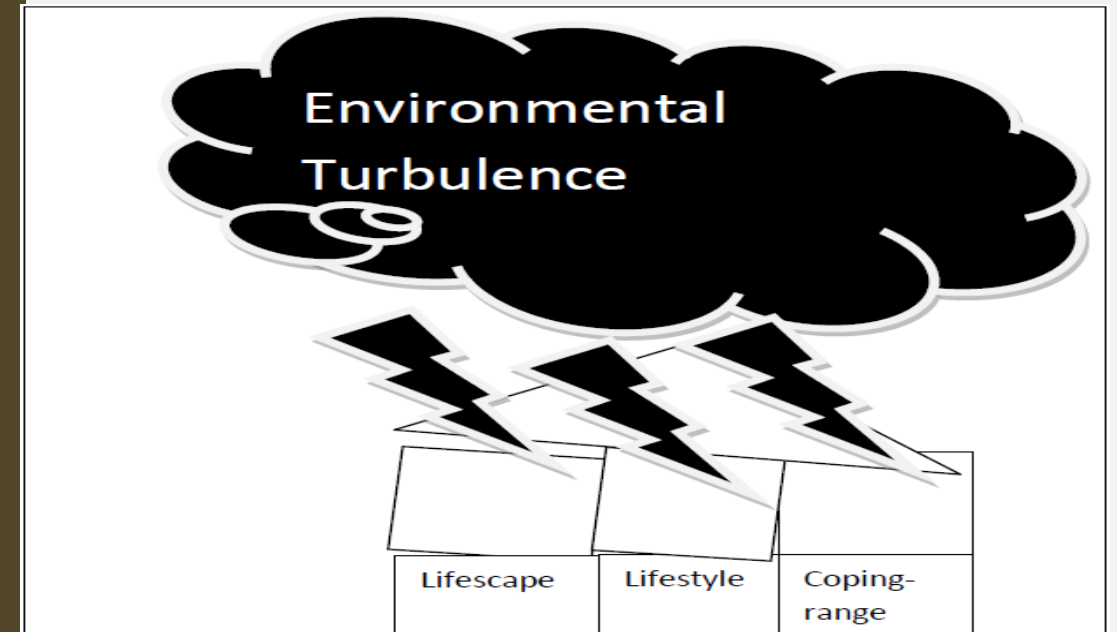 Environmental
Turbulence
Lifescape
Lifestyle
Coping-
range